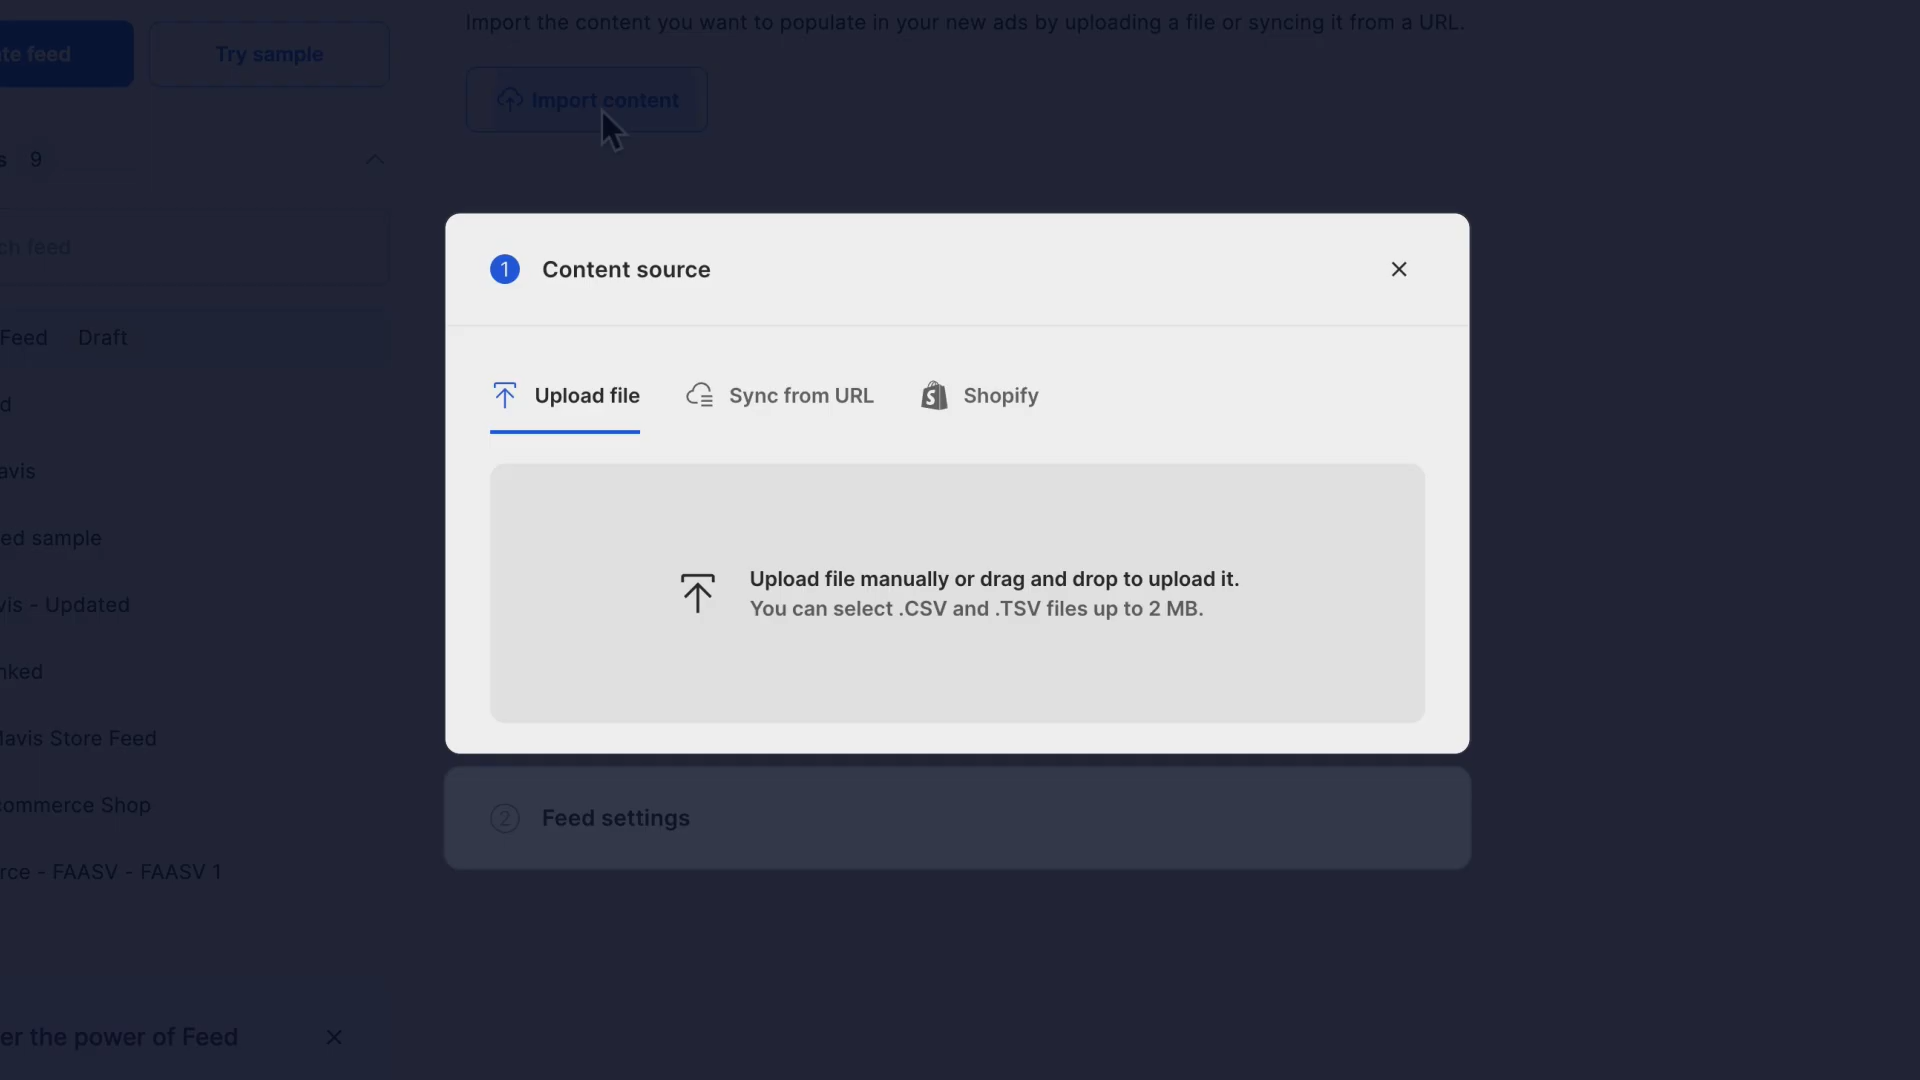 Import the content you want to populate in your new ads by uploading a file or syncing it from a URL.
te feed
Try sample
Import content
s 9
ch feed
Feed Draft
d
avis
ed sample
vis - Updated
nked
Mavis Store Feed
commerce Shop
rce - FAASV - FAASV 1
er the power of Feed
1 Content source
Upload file
Sync from URL
Shopify
Upload file manually or drag and drop to upload it.
You can select .CSV and .TSV files up to 2 MB.
2 Feed settings